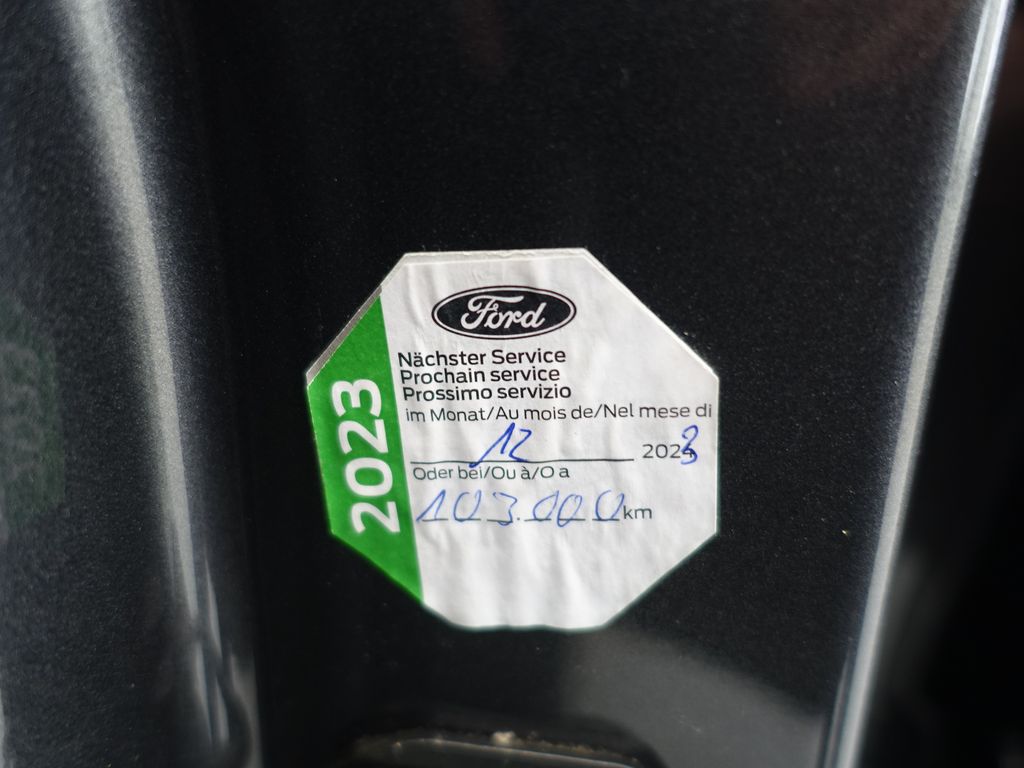 Ford
Nächster Service
Prochain service
Prossimo servizio
im Monat/Au mois de/Nel mese di
12 2023
Oder bei/Ou à/O a
103.000 km
2023